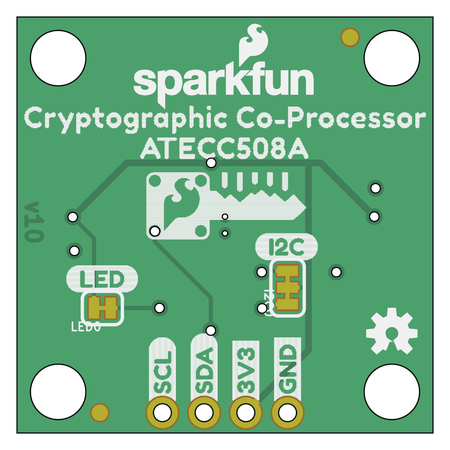 sparkfun
Cryptographic Co-Processor
ATECC508A
v10
I2C
LED
LED0
SCL SDA 3V3 GND